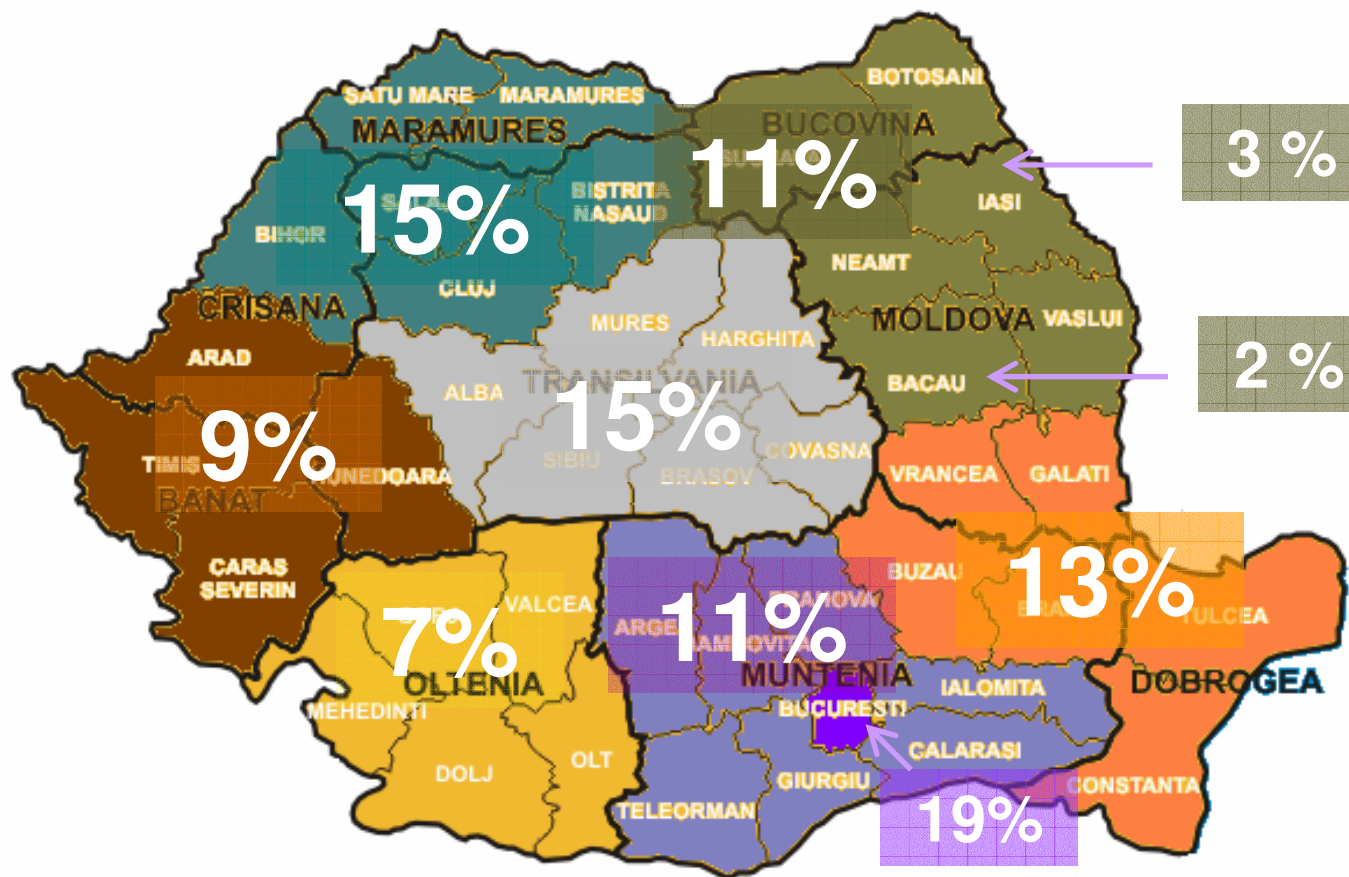 BOTOSANI
SATU MARE
MARAMURES
MARAMURES
BUCOVINA
3 %
11%
BISTRITA
NASAUD
15%
IASI
BIHOR
NEAMT
CLUJ
CRISANA
MOLDOVA
VASLUI
MURES
HARGHITA
ARAD
2 %
BACAU
TRANSILVANIA
ALBA
15%
9%
COVASNA
SIBIU
BRASOV
VRANCEA
GALATI
BANAT
CARAS
SEVERIN
BUZAU
13%
VALCEA
7%
11%
TULCEA
MUNTENIA
OLTENIA
DOBROGEA
IALOMITA
MEHEDINTI
BUCURESTI
CALARASI
OLT
DOLJ
GIURGIU
CONSTANTA
TELEORMAN
19%